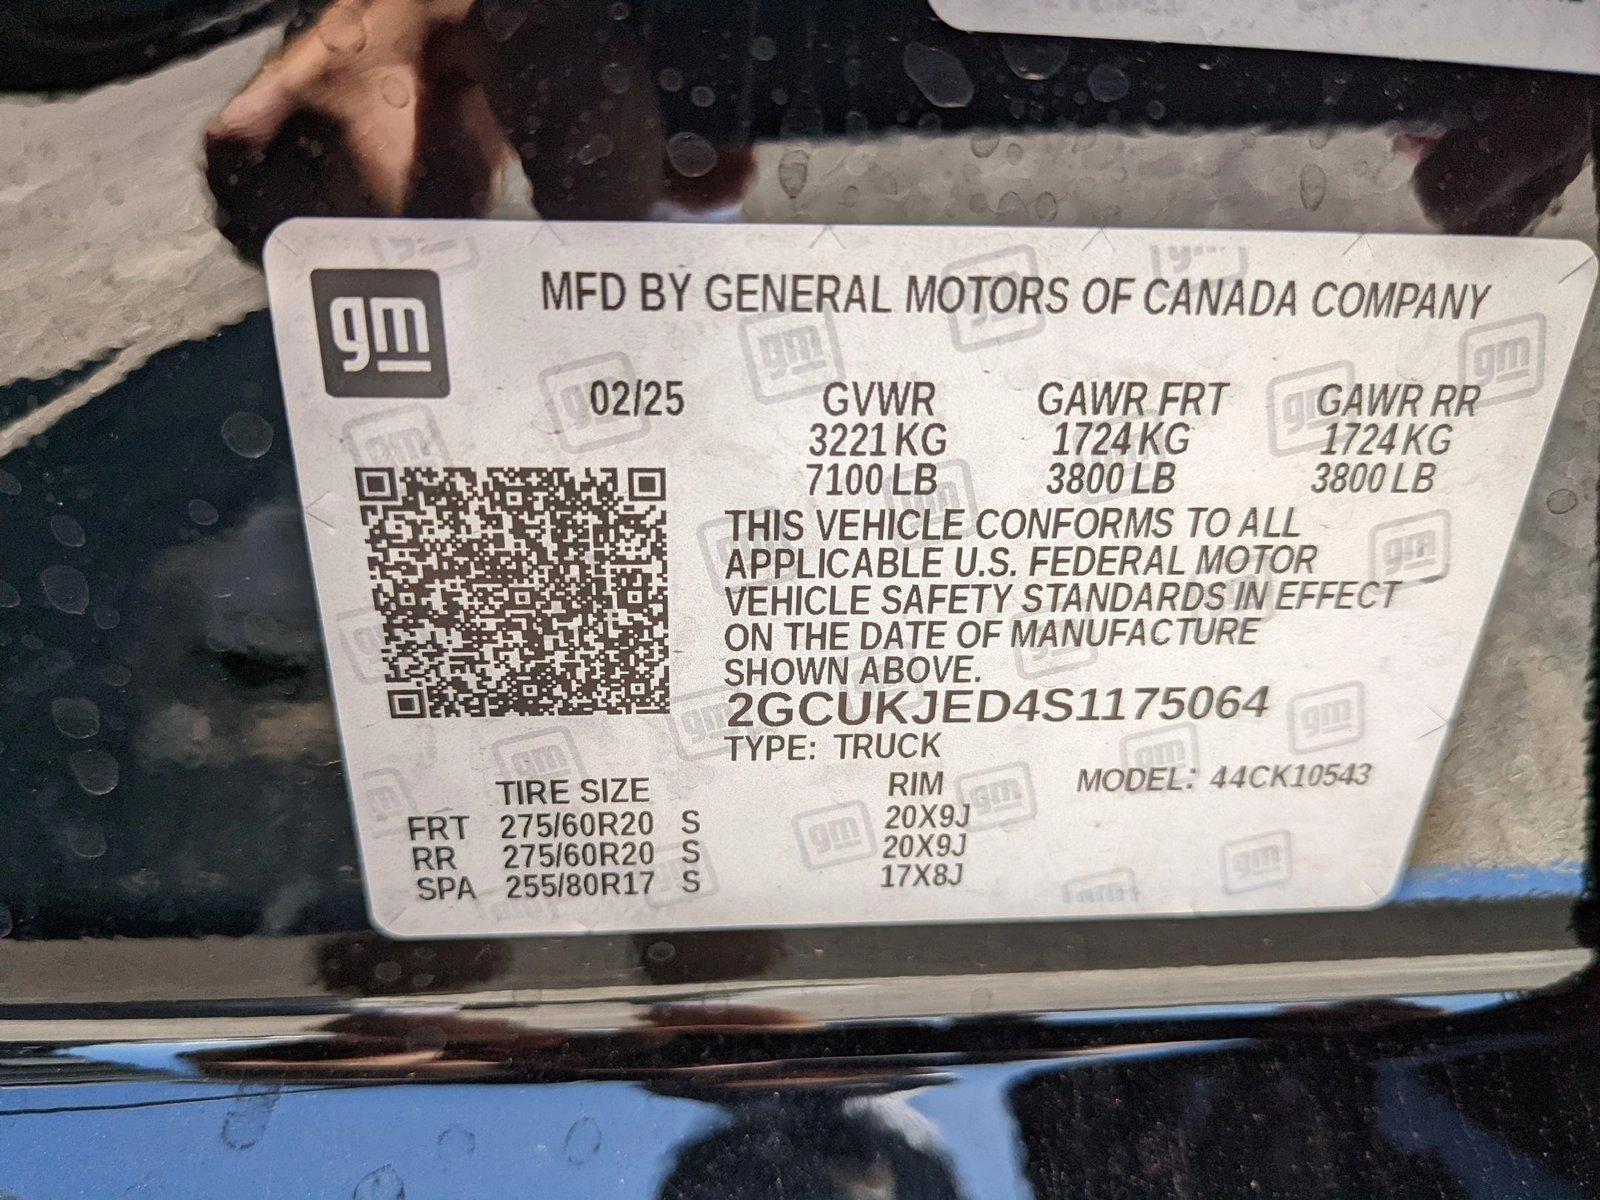 gm
MFD BY GENERAL MOTORS OF CANADA COMPANY
02/25 GVWR GAWR FRT GAWR RR
3221 KG 1724 KG 1724 KG
7100 LB 3800 LB 3800 LB
THIS VEHICLE CONFORMS TO ALL
APPLICABLE U.S. FEDERAL MOTOR
VEHICLE SAFETY STANDARDS IN EFFECT
ON THE DATE OF MANUFACTURE
SHOWN ABOVE.
2GCUKJED4S1175064
TYPE: TRUCK
TIRE SIZE RIM MODEL: 44CK10543
FRT 275/60R20 S 20X9J
RR 275/60R20 S 20X9J
SPA 255/80R17 S 17X8J